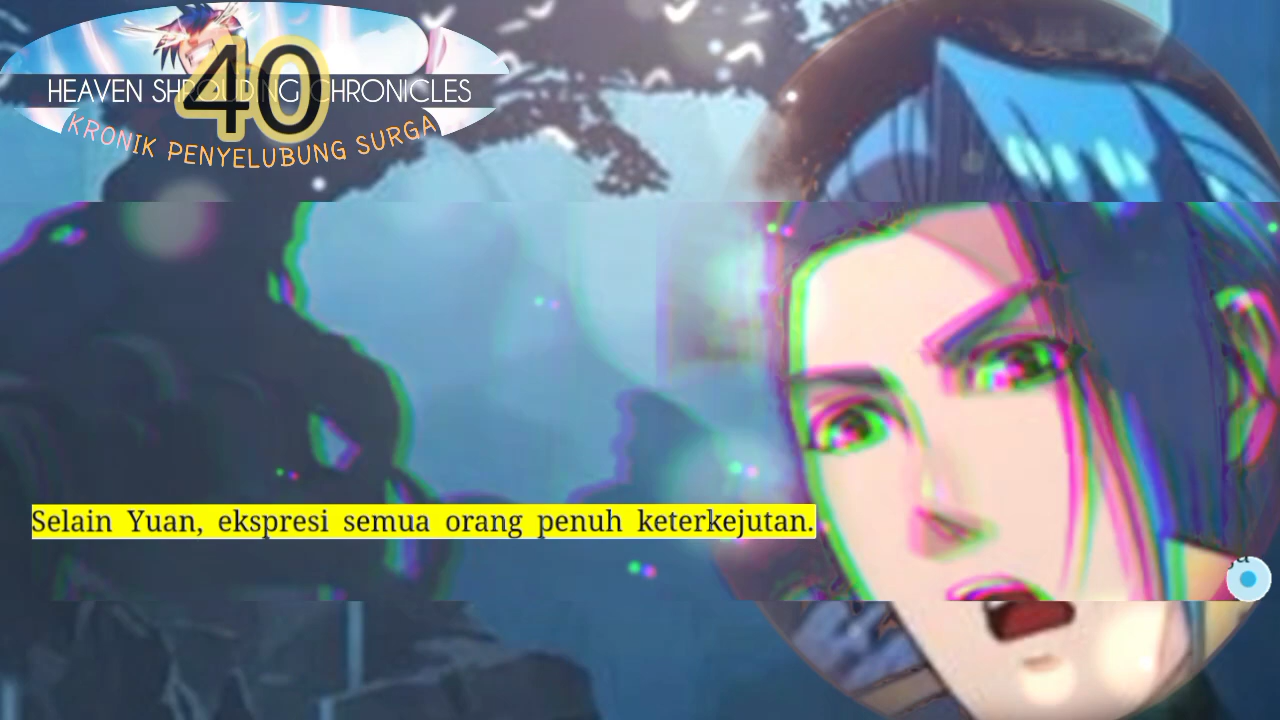 40
HEAVEN SHROUDING CHRONICLES
KRONIK PENYELUBUNG SURGA
Selain Yuan, ekspresi semua orang penuh keterkejutan.